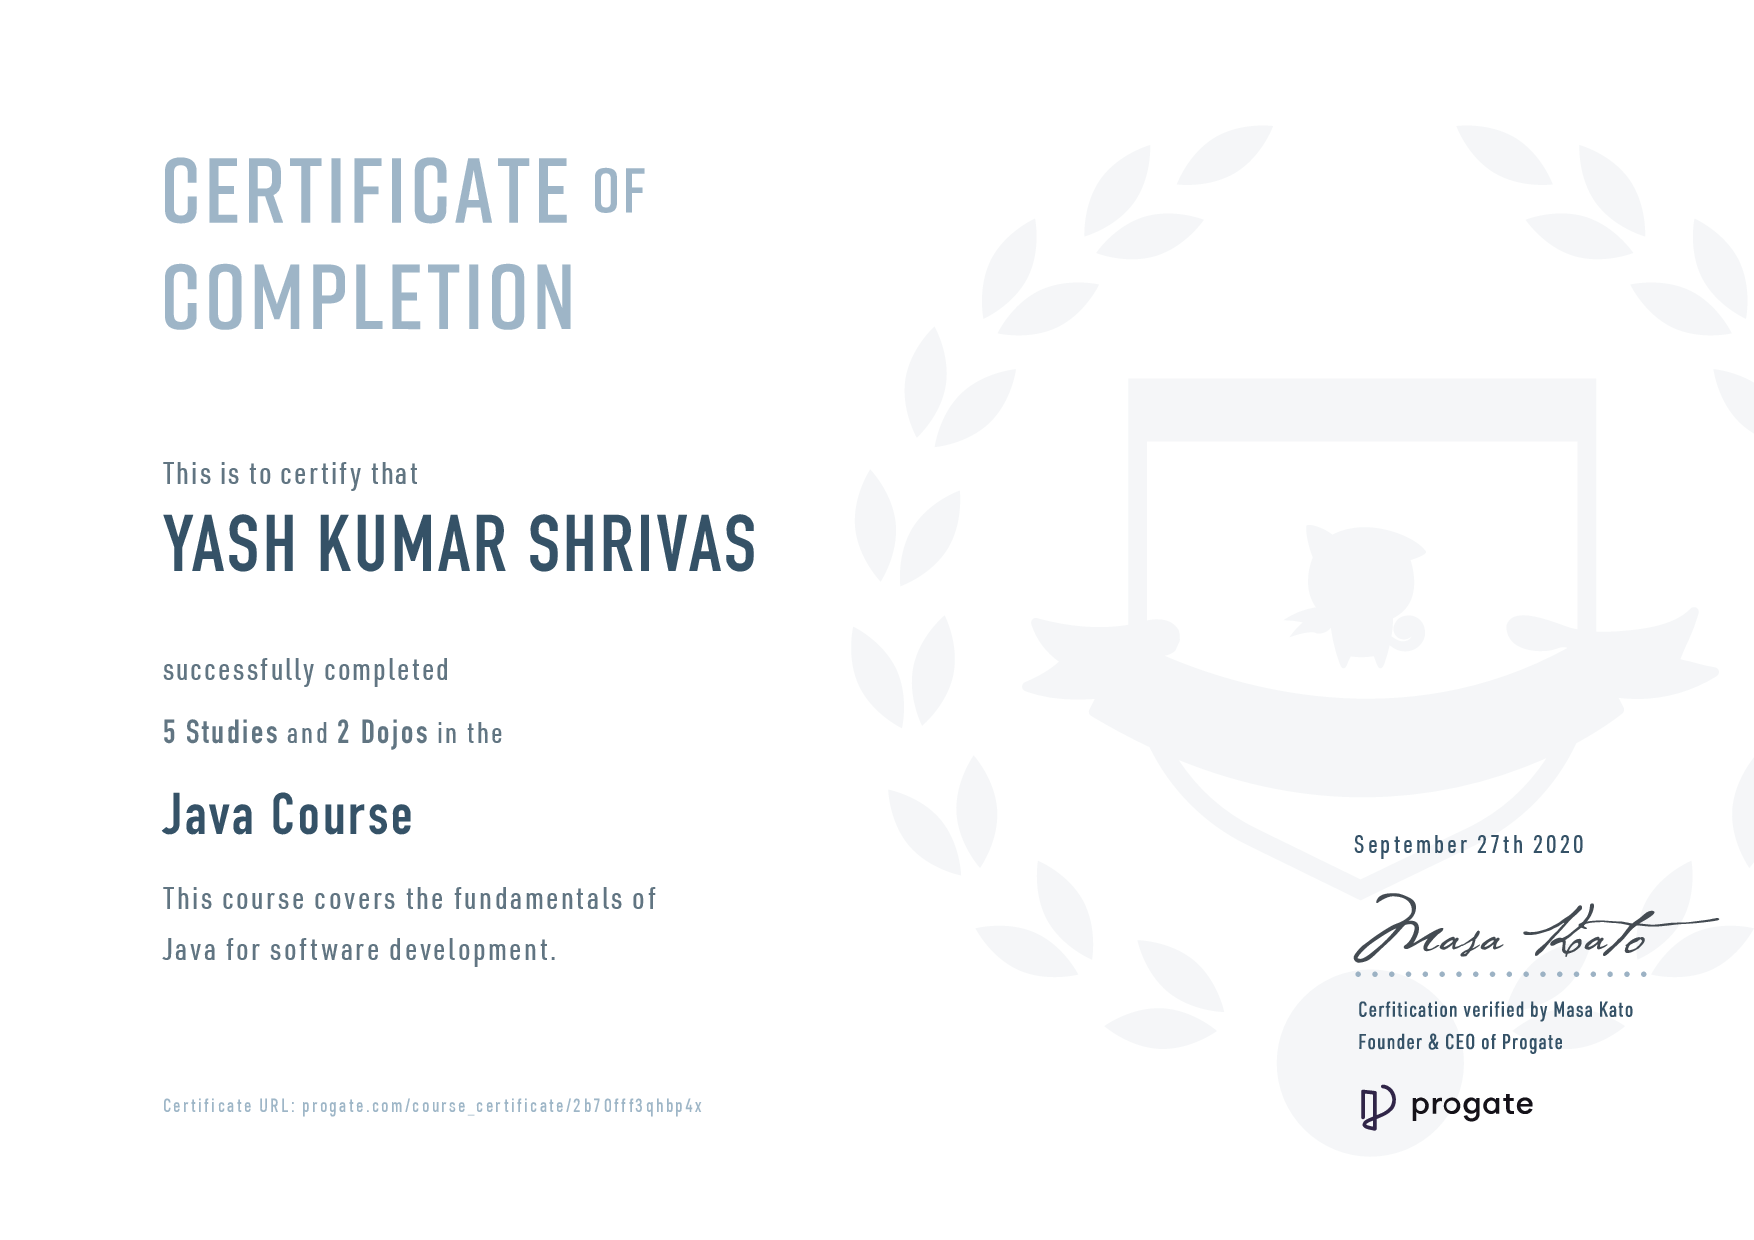 CERTIFICATE OF
COMPLETION
This is to certify that
YASH KUMAR SHRIVAS
successfully completed
5 Studies and 2 Dojos in the
Java Course
This course covers the fundamentals of
Java for software development.
Certificate URL: progate.com/course_certificate/2b70fff3qhbp4x
September 27th 2020
Masa Kato
Cerfitication verified by Masa Kato
Founder & CEO of Progate
progate